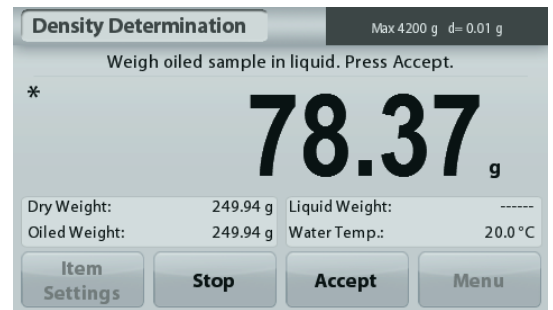 Density Determination
Max 4200 g d= 0.01 g
Weigh oiled sample in liquid. Press Accept.
*
78.37 g
Dry Weight: 249.94 g Liquid Weight: ------
Oiled Weight: 249.94 g Water Temp.: 20.0 °C
Item Settings
Stop
Accept
Menu